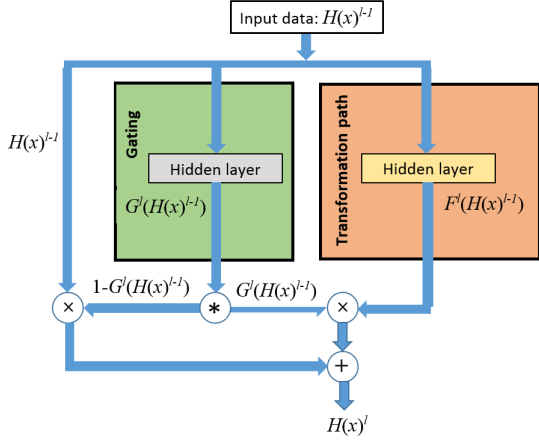 Input data: H(x)^{l-1}
H(x)^{l-1}
Gating
Hidden layer
G^l(H(x)^{l-1})
Transformation path
Hidden layer
F^l(H(x)^{l-1})
1-G^l(H(x)^{l-1})
G^l(H(x)^{l-1})
×
*
×
+
H(x)^l